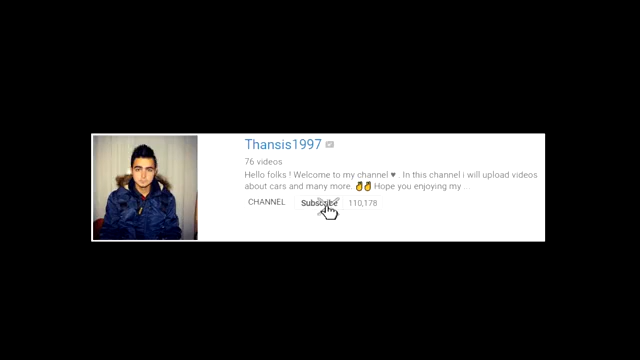 Thansis1997
76 videos
Hello folks ! Welcome to my channel ♥ . In this channel i will upload videos
about cars and many more. ✌✌ Hope you enjoying my ...
CHANNEL Subscribe 110,178